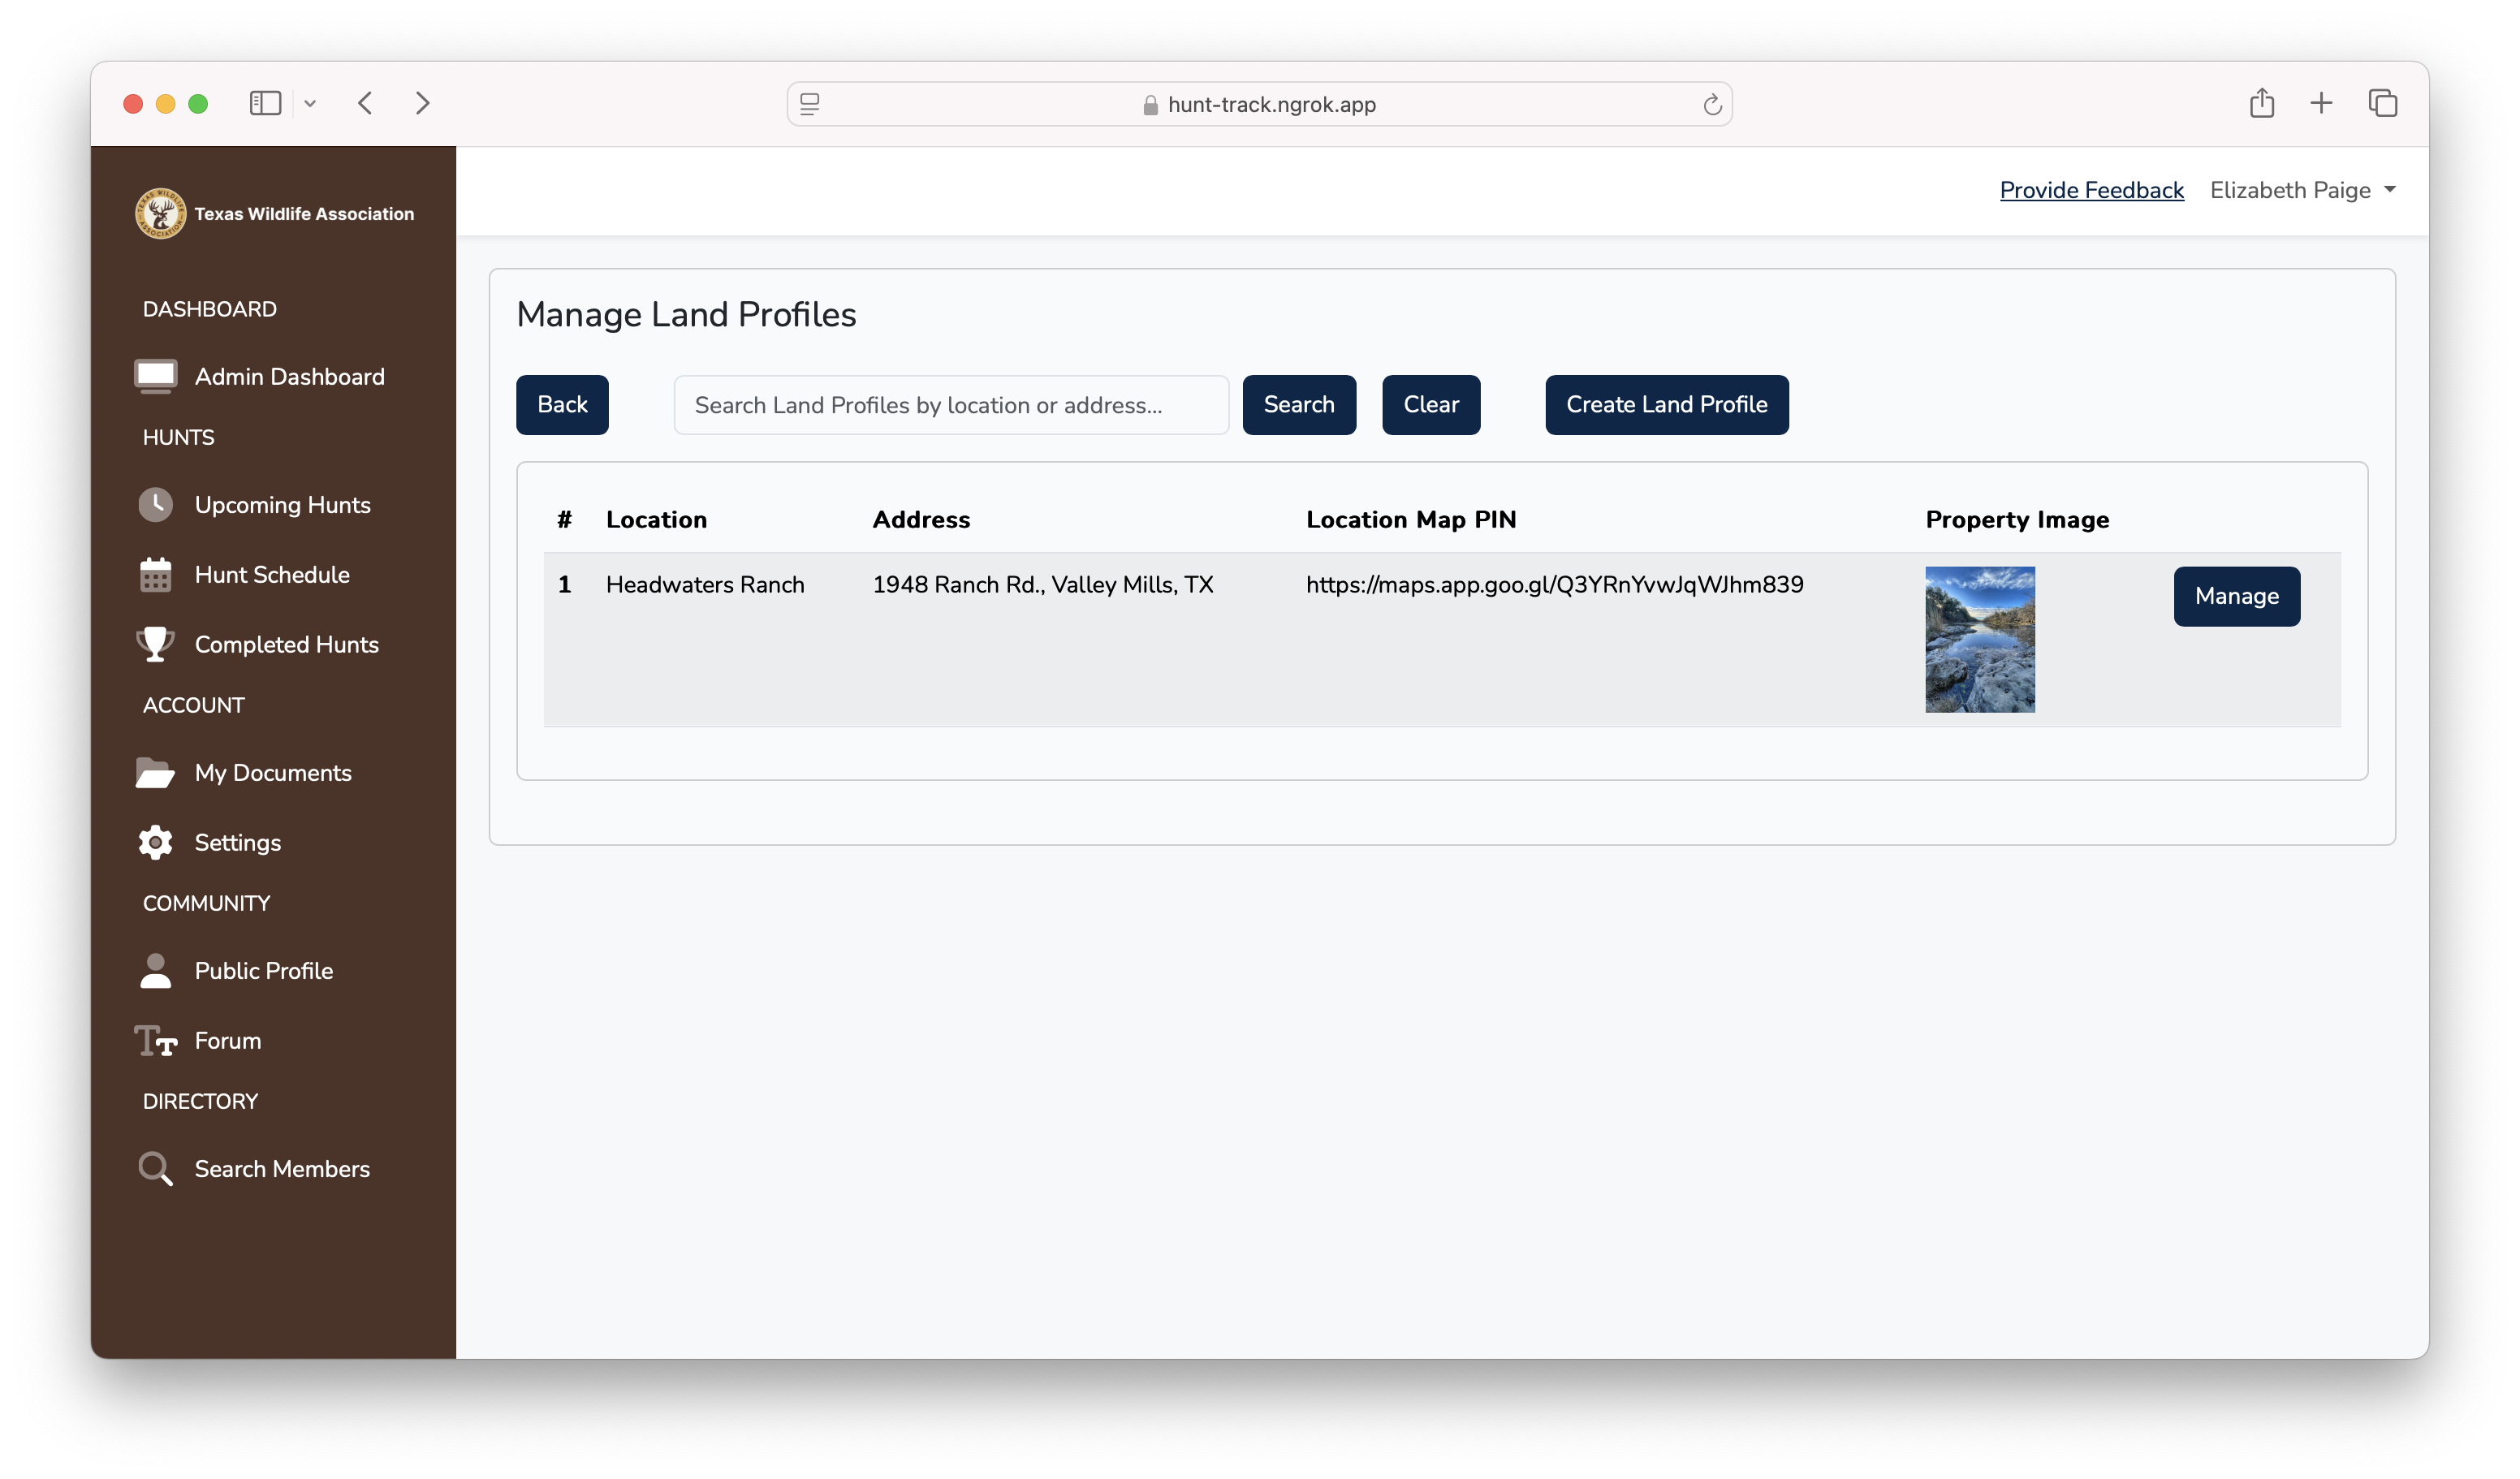 hunt-track.ngrok.app
Texas Wildlife Association
Provide Feedback
Elizabeth Paige
DASHBOARD
Admin Dashboard
HUNTS
Upcoming Hunts
Hunt Schedule
Completed Hunts
ACCOUNT
My Documents
Settings
COMMUNITY
Public Profile
Forum
DIRECTORY
Search Members
Manage Land Profiles
Back
Search Land Profiles by location or address...
Search
Clear
Create Land Profile
# Location Address Location Map PIN Property Image
1 Headwaters Ranch 1948 Ranch Rd., Valley Mills, TX https://maps.app.goo.gl/Q3YRnYvwJqWJhm839 Manage